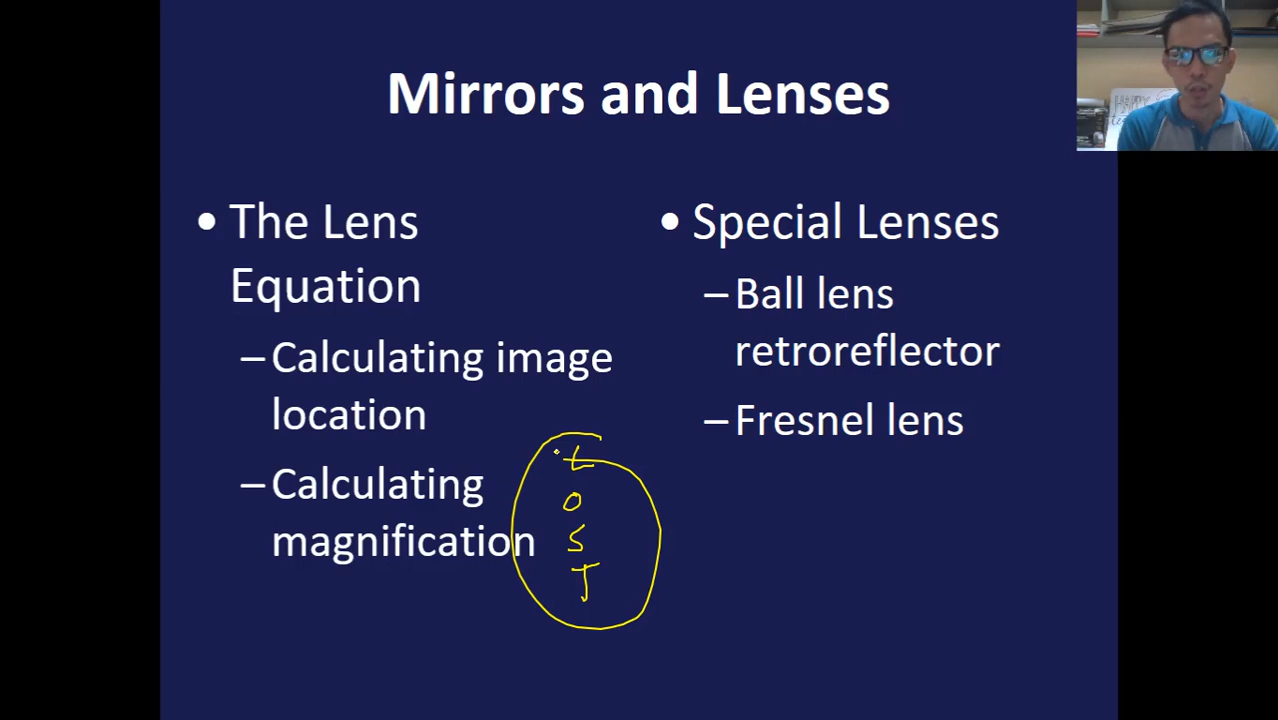 Mirrors and Lenses
• The Lens
Equation
–Calculating image
location
–Calculating
magnification
• Special Lenses
–Ball lens
retroreflector
–Fresnel lens
L
O
S
T